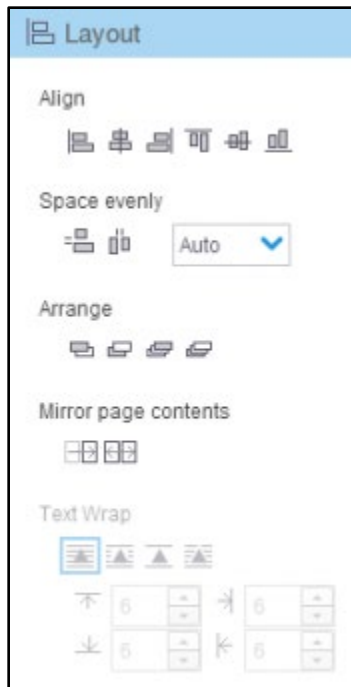 Layout
Align
Space evenly
Auto
Arrange
Mirror page contents
Text Wrap
6 6
6 6